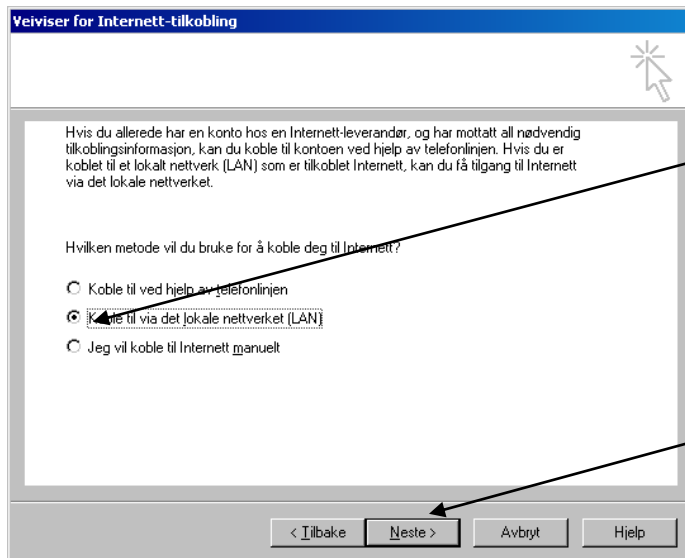 Veiviser for Internett-tilkobling
Hvis du allerede har en konto hos en Internett-leverandør, og har mottatt all nødvendig
tilkoblingsinformasjon, kan du koble til kontoen ved hjelp av telefonlinjen. Hvis du er
koblet til et lokalt nettverk (LAN) som er tilkoblet Internett, kan du få tilgang til Internett
via det lokale nettverket.
Hvilken metode vil du bruke for å koble deg til Internett?
Koble til ved hjelp av telefonlinjen
Koble til via det lokale nettverket (LAN)
Jeg vil koble til Internett manuelt
< Tilbake Neste > Avbryt Hjelp